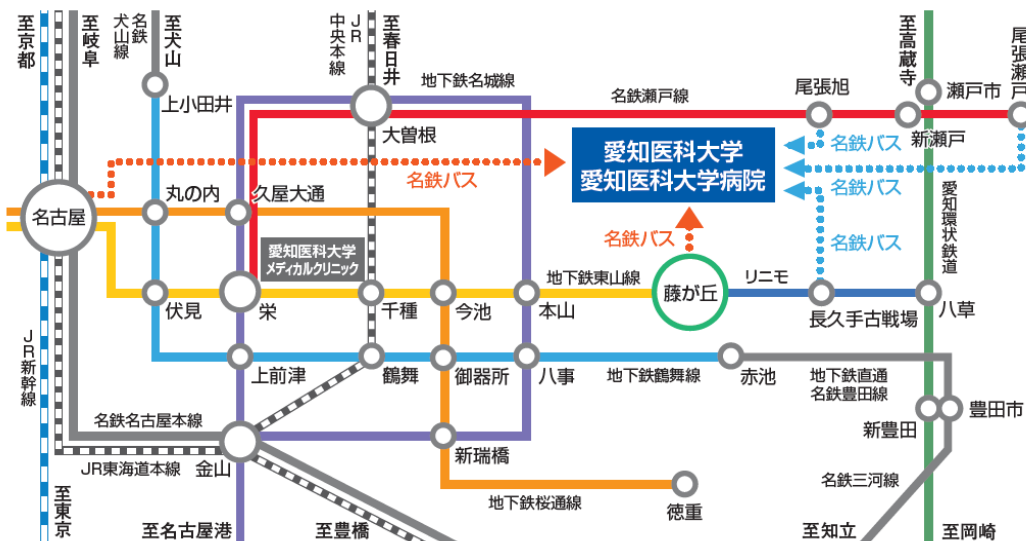 至京都
至岐阜
名鉄
犬山線
至犬山
JR
中央本線
至春日井
至高蔵寺
尾張瀬戸
上小田井
地下鉄名城線
名鉄瀬戸線
尾張旭
瀬戸市
大曽根
新瀬戸
愛知医科大学
愛知医科大学病院
名鉄バス
名鉄バス
名鉄バス
名古屋
丸の内
久屋大通
愛知医科大学
メディカルクリニック
名鉄バス
名鉄バス
愛知環状鉄道
地下鉄東山線
藤が丘
リニモ
伏見
栄
千種
今池
本山
長久手古戦場
八草
JR新幹線
上前津
鶴舞
御器所
八事
地下鉄鶴舞線
赤池
地下鉄直通
名鉄豊田線
名鉄名古屋本線
新豊田
豊田市
JR東海道本線
金山
新瑞橋
名鉄三河線
地下鉄桜通線
徳重
至東京
至名古屋港
至豊橋
至知立
至岡崎